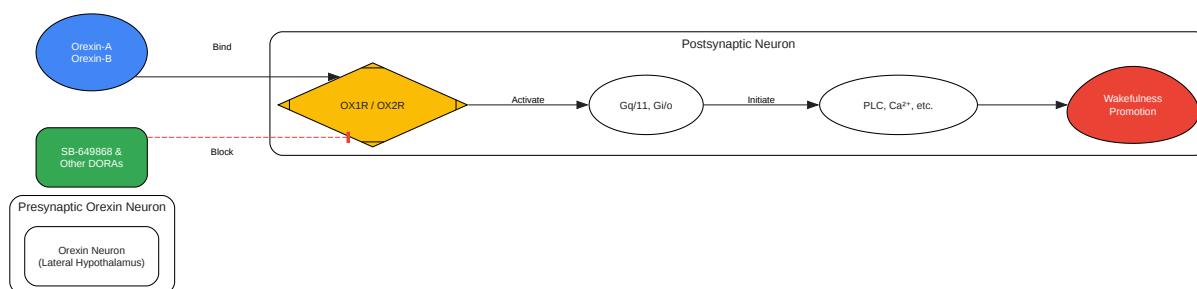 Postsynaptic Neuron
Orexin-A
Orexin-B
Bind
OX1R / OX2R
Activate
Gq/11, Gi/o
Initiate
PLC, Ca²⁺, etc.
Wakefulness
Promotion
SB-649868 &
Other DORAs
Block
Presynaptic Orexin Neuron
Orexin Neuron
(Lateral Hypothalamus)